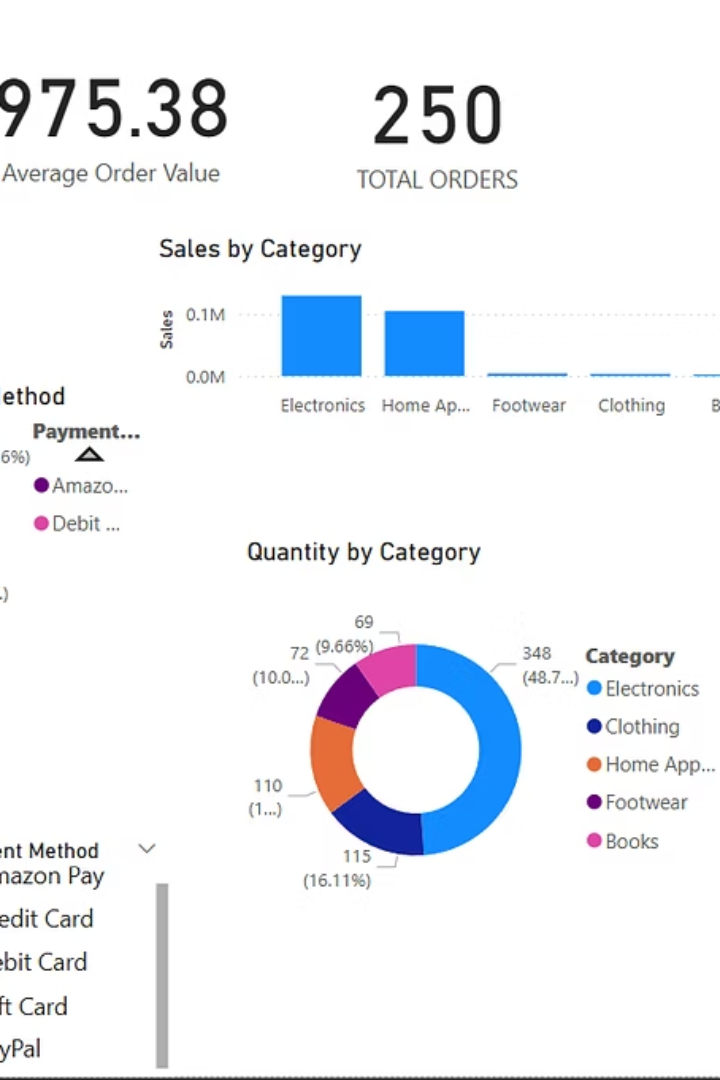 975.38
Average Order Value
250
TOTAL ORDERS
Sales by Category
Sales
0.1M
0.0M
Electronics
Home Ap...
Footwear
Clothing
B
ethod
Payment...
6%)
Amazo...
Debit ...
.)
Quantity by Category
69
(9.66%)
72
(10.0...)
348
(48.7...)
110
(1...)
115
(16.11%)
Category
Electronics
Clothing
Home App...
Footwear
Books
ent Method
mazon Pay
edit Card
ebit Card
ft Card
yPal